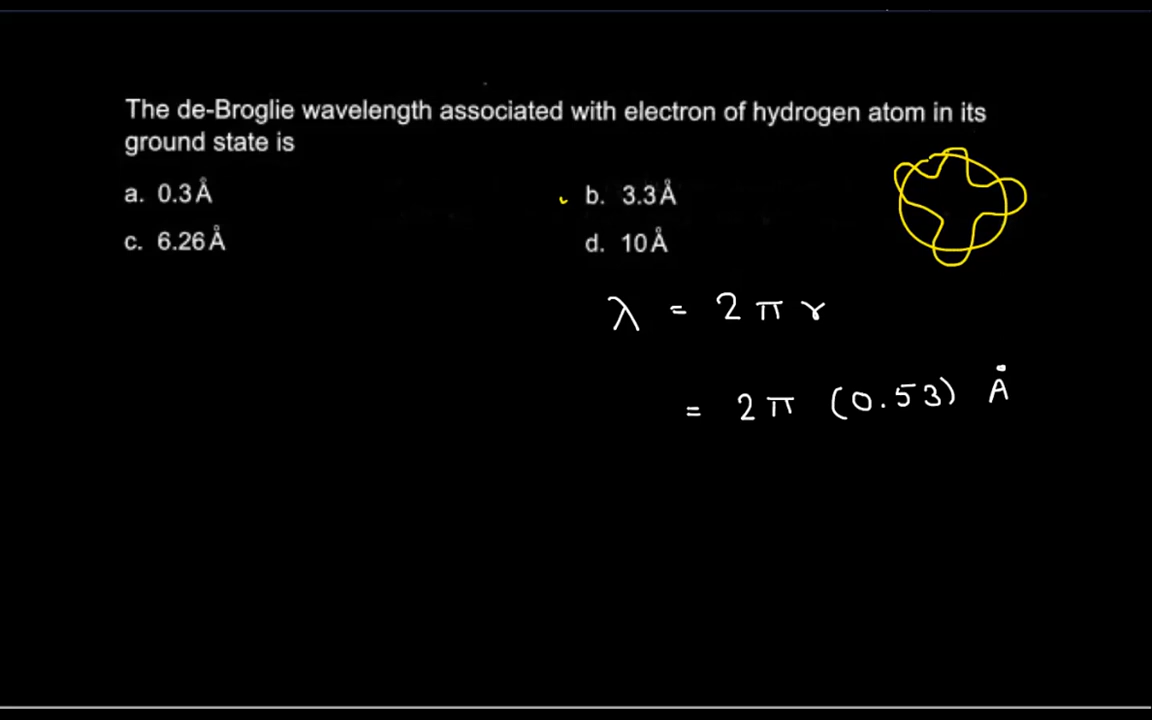 The de-Broglie wavelength associated with electron of hydrogen atom in its
ground state is
a. 0.3Å
b. 3.3Å
c. 6.26Å
d. 10Å
λ = 2πr
= 2π (0.53) Å